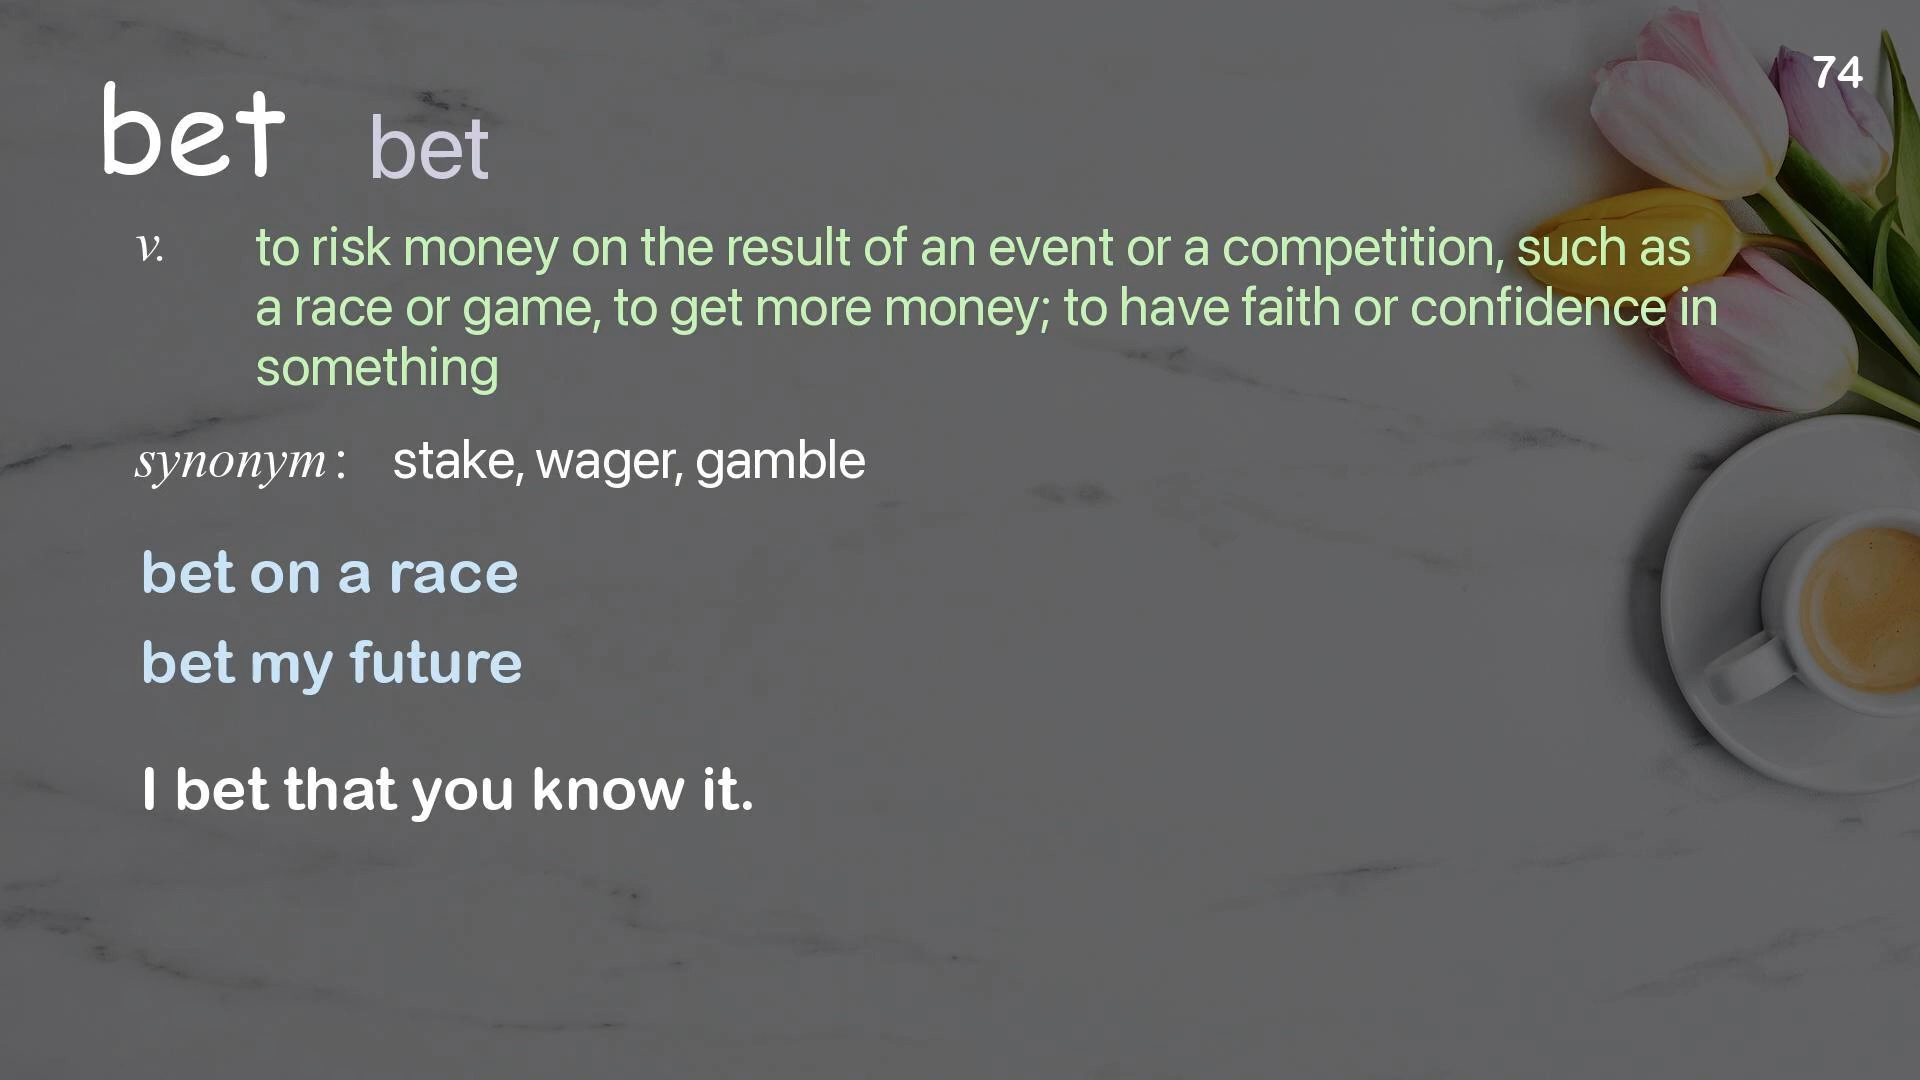 74
bet bet
v. to risk money on the result of an event or a competition, such as
a race or game, to get more money; to have faith or confidence in
something
synonym : stake, wager, gamble
bet on a race
bet my future
I bet that you know it.